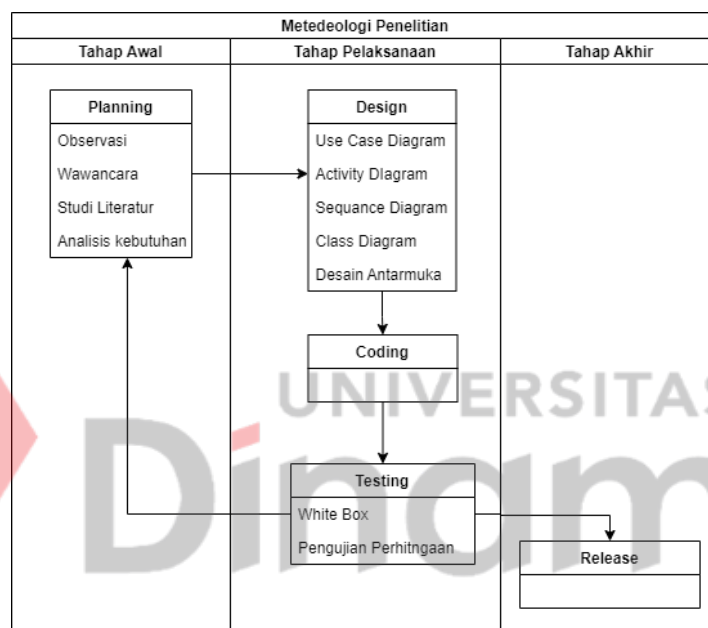 Metedeologi Penelitian
Tahap Awal
Tahap Pelaksanaan
Tahap Akhir
Planning
Observasi
Wawancara
Studi Literatur
Analisis kebutuhan
Design
Use Case Diagram
Activity DIagram
Sequance Diagram
Class Diagram
Desain Antarmuka
Coding
Testing
White Box
Pengujian Perhitngaan
Release
UNIVERSITAS
Dinam